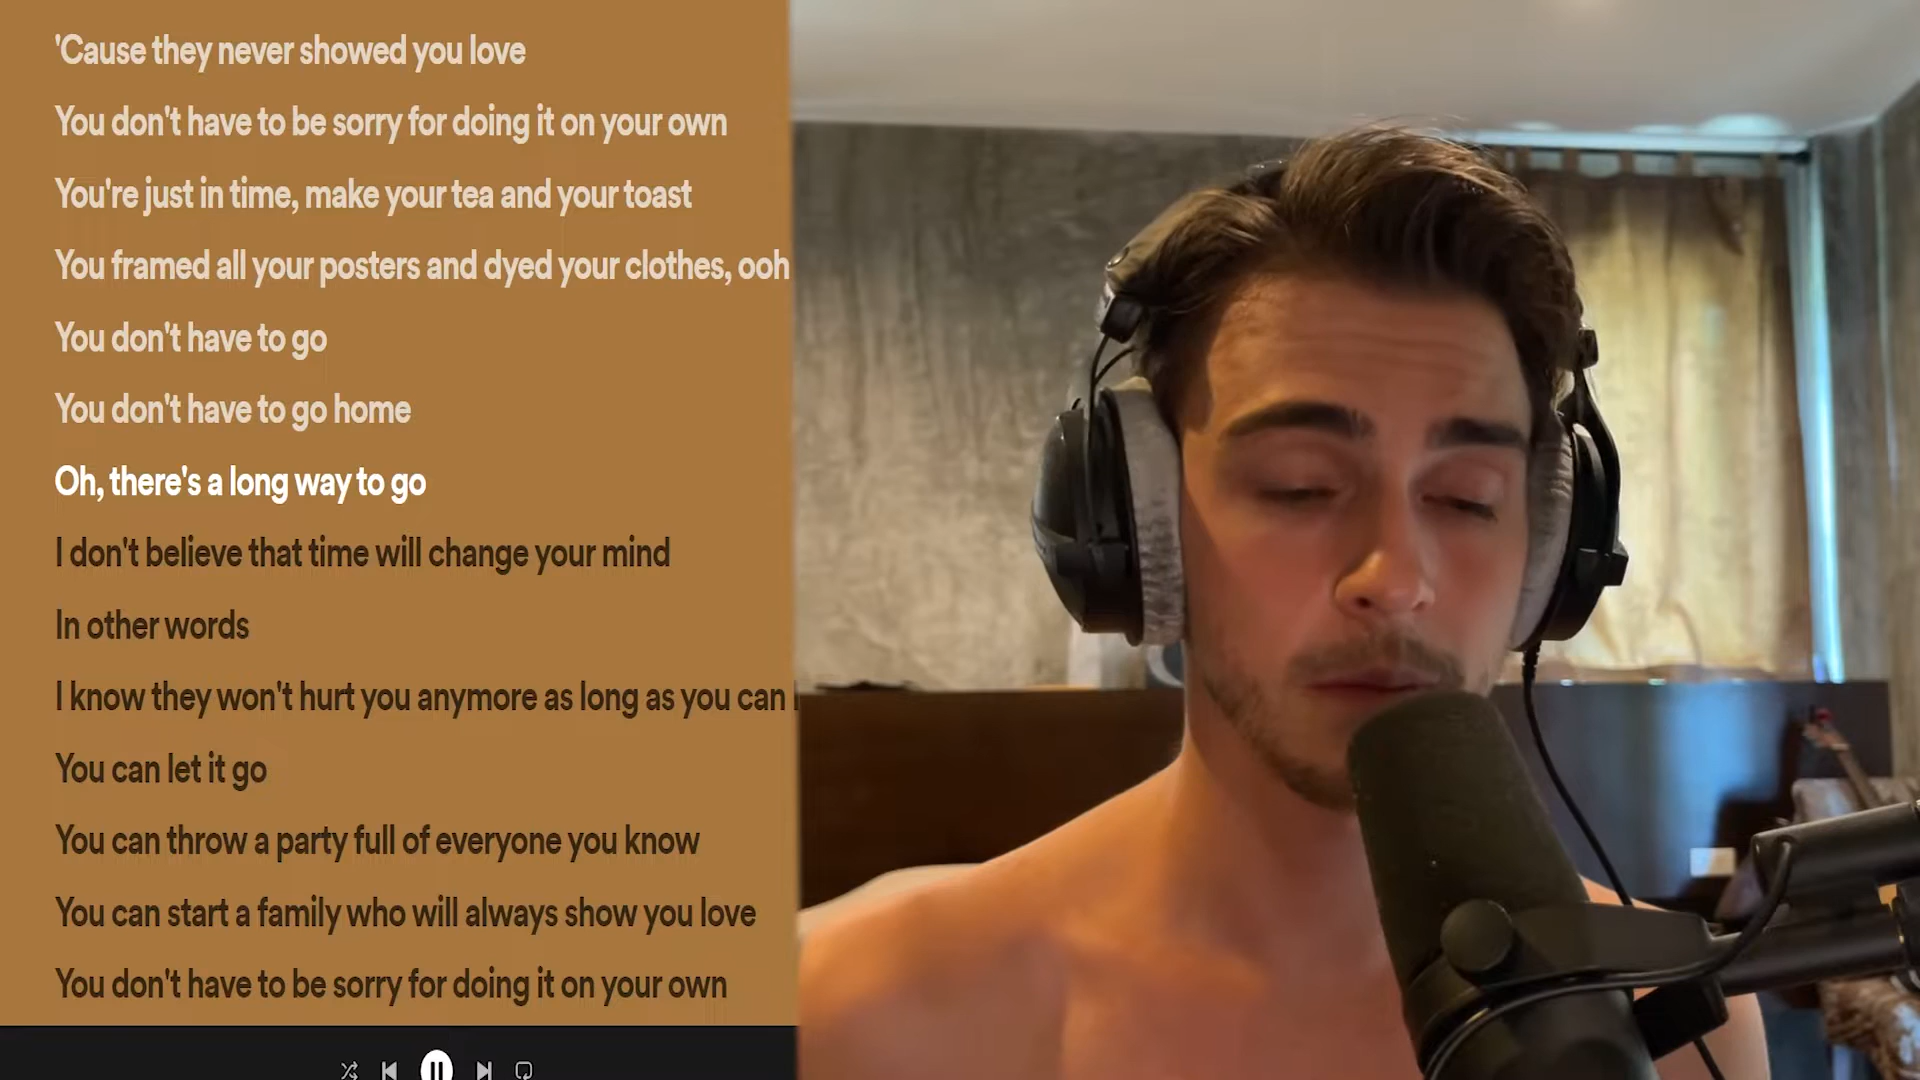 'Cause they never showed you love
You don't have to be sorry for doing it on your own
You're just in time, make your tea and your toast
You framed all your posters and dyed your clothes, ooh
You don't have to go
You don't have to go home
Oh, there's a long way to go
I don't believe that time will change your mind
In other words
I know they won't hurt you anymore as long as you can
You can let it go
You can throw a party full of everyone you know
You can start a family who will always show you love
You don't have to be sorry for doing it on your own